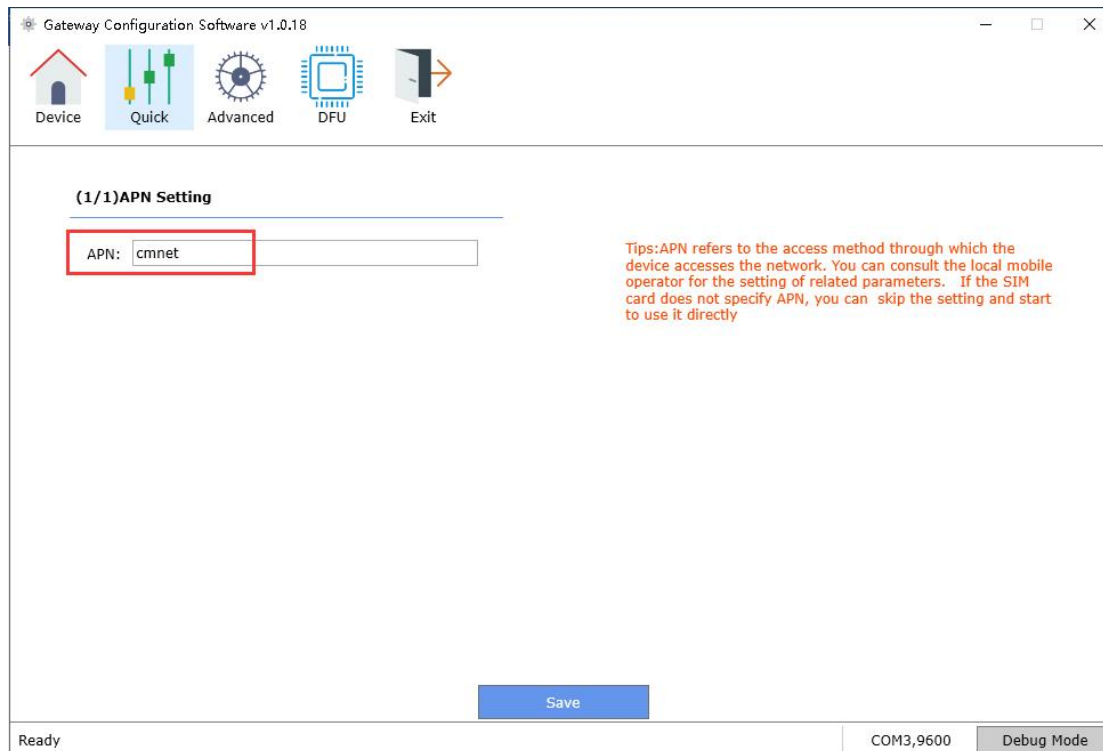 Gateway Configuration Software v1.0.18
Device
Quick
Advanced
DFU
Exit
(1/1)APN Setting
APN: cmnet
Tips:APN refers to the access method through which the
device accesses the network. You can consult the local mobile
operator for the setting of related parameters.   If the SIM
card does not specify APN, you can  skip the setting and start
to use it directly
Save
Ready
COM3,9600
Debug Mode